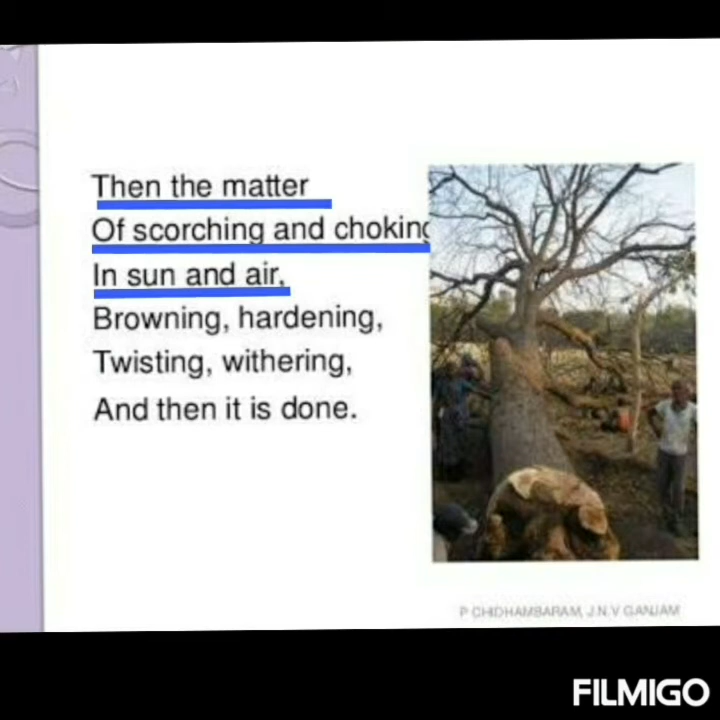 Then the matter
Of scorching and choking
In sun and air,
Browning, hardening,
Twisting, withering,
And then it is done.
P CHIDHAMBARAM, J.N.V GANJAM
FILMIGO